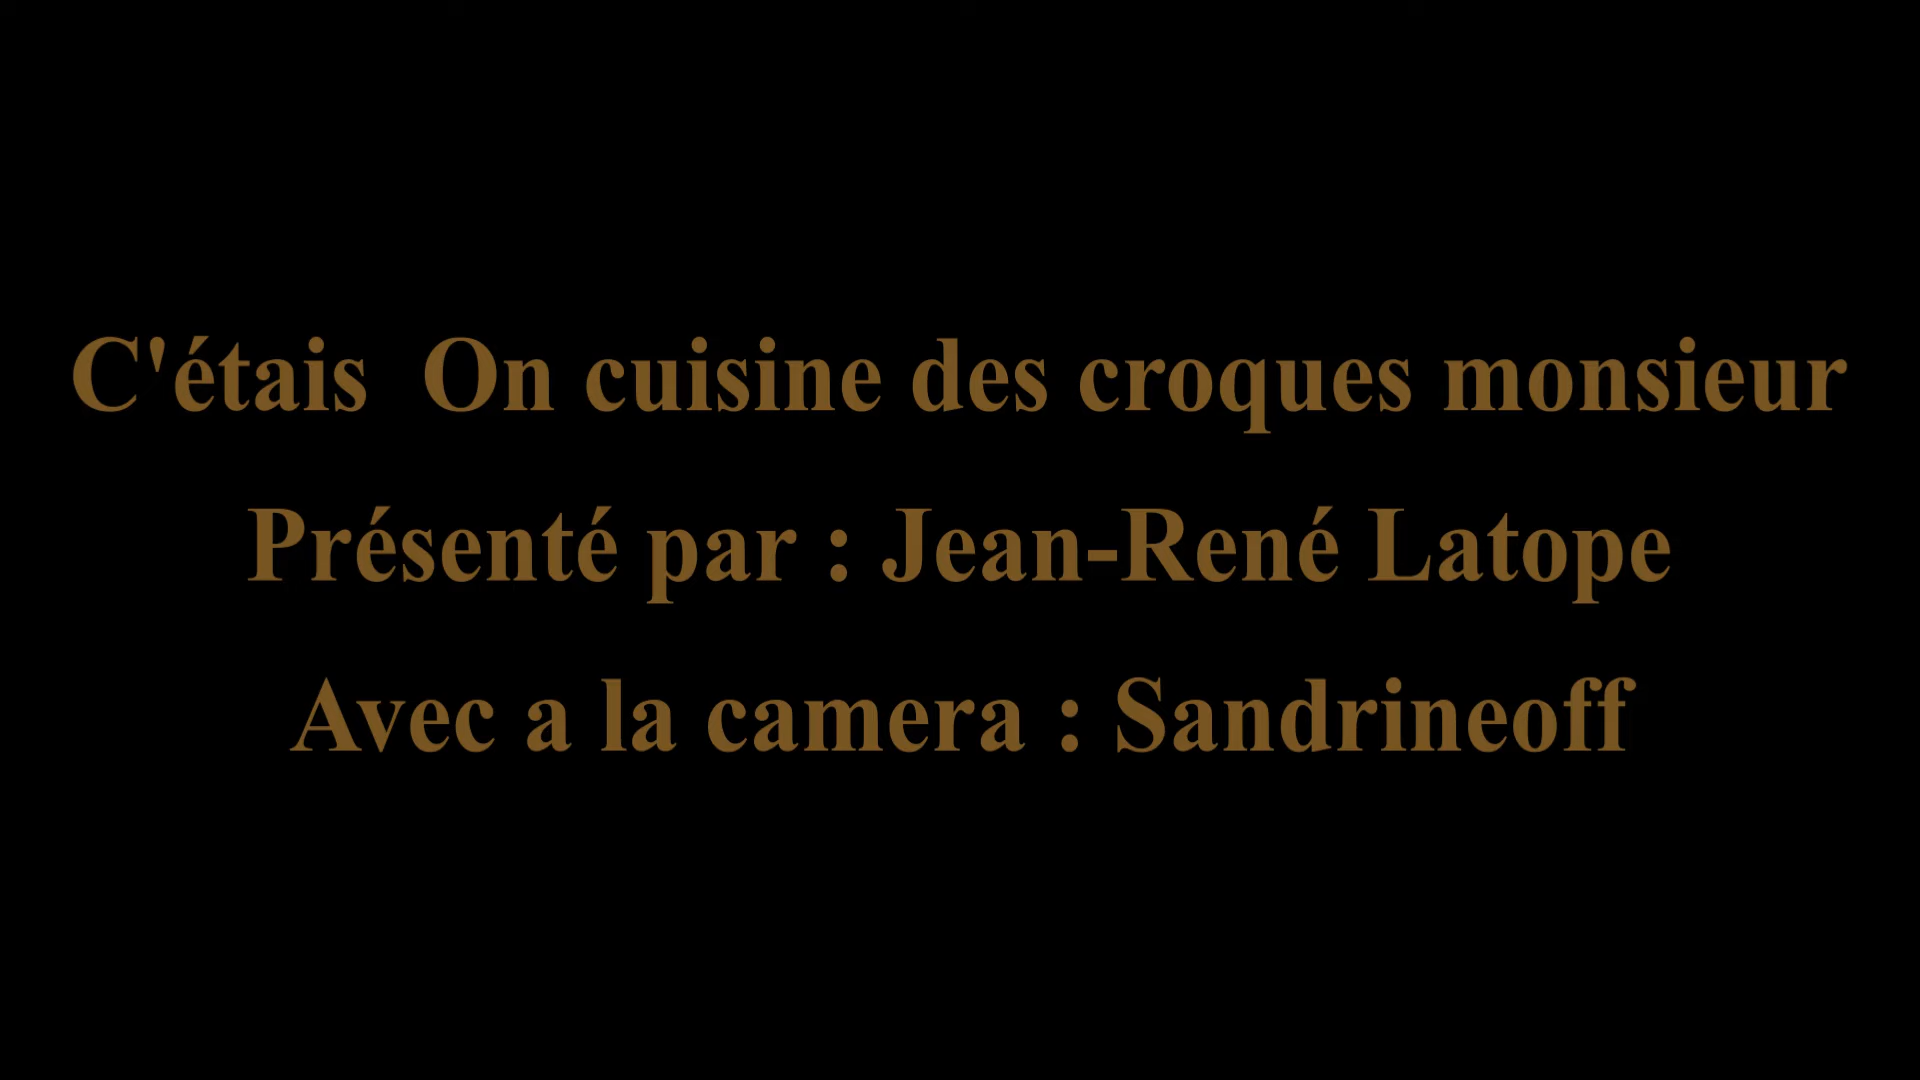 C'étais  On cuisine des croques monsieur
Présenté par : Jean-René Latope
Avec a la camera : Sandrineoff